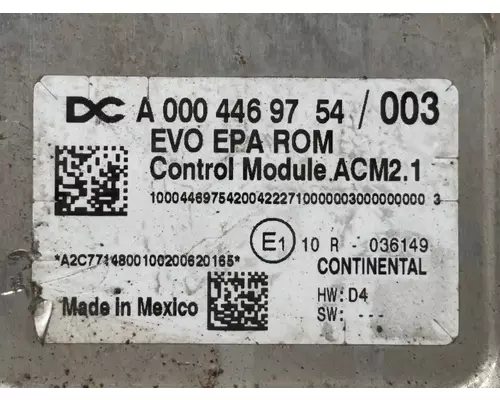 DC A 000 446 97 54 / 003
EVO EPA ROM
Control Module ACM2.1
100044697542004222710000003000000000 3
E1 10 R - 036149
*A2C7714800100200620165*
CONTINENTAL
Made in Mexico
HW: D4
SW: ---